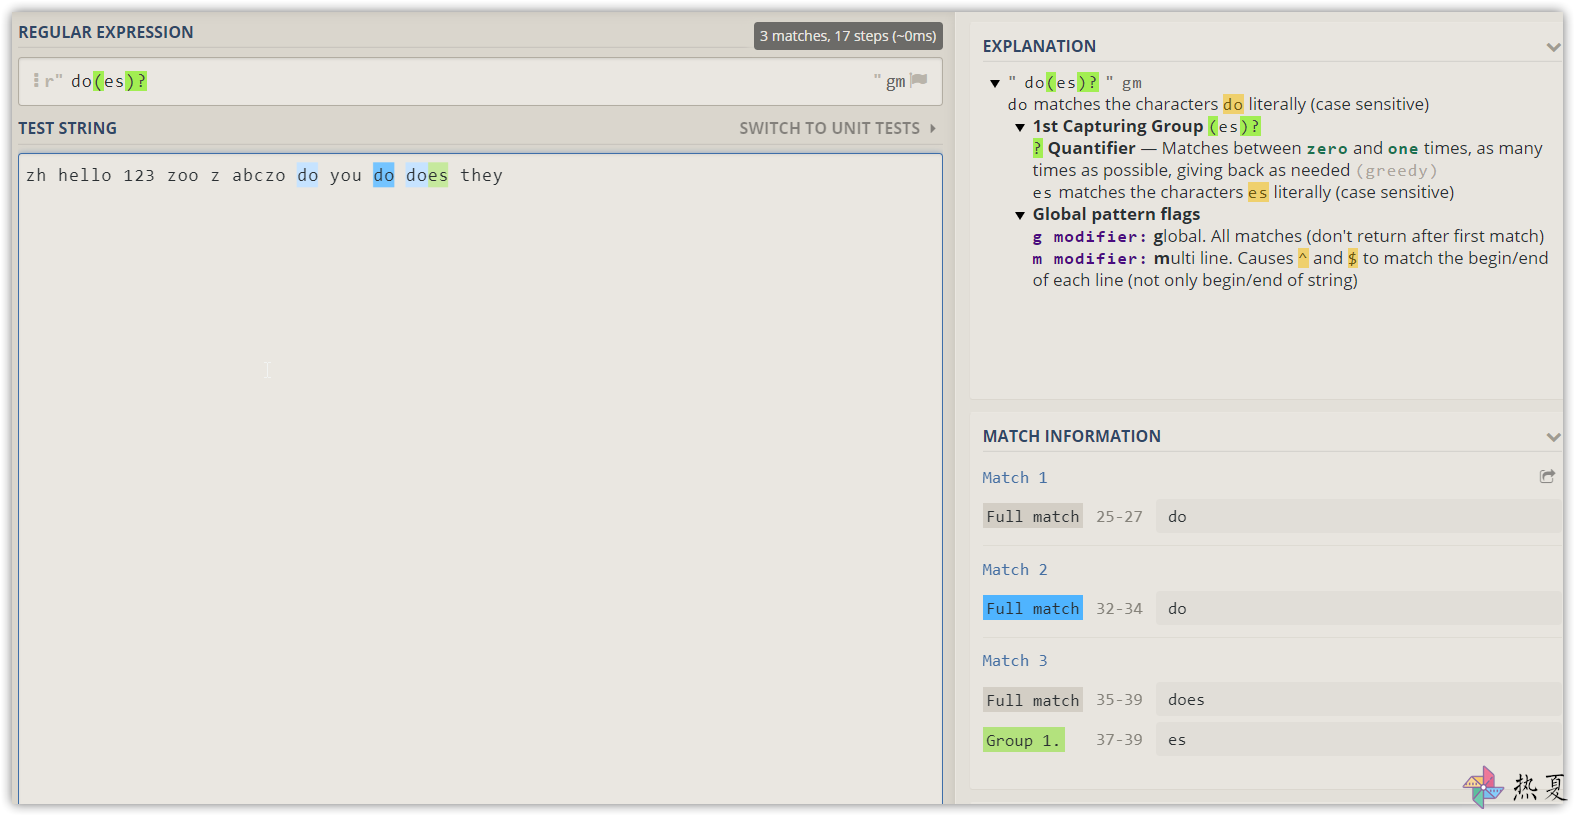 REGULAR EXPRESSION
3 matches, 17 steps (~0ms)
r" do(es)? " gm
TEST STRING
SWITCH TO UNIT TESTS
zh hello 123 zoo z abczo do you do does they
EXPLANATION
" do(es)? " gm
do matches the characters do literally (case sensitive)
1st Capturing Group (es)?
? Quantifier — Matches between zero and one times, as many
times as possible, giving back as needed (greedy)
es matches the characters es literally (case sensitive)
Global pattern flags
g modifier: global. All matches (don't return after first match)
m modifier: multi line. Causes ^ and $ to match the begin/end
of each line (not only begin/end of string)
MATCH INFORMATION
Match 1
Full match 25-27 do
Match 2
Full match 32-34 do
Match 3
Full match 35-39 does
Group 1. 37-39 es
热夏